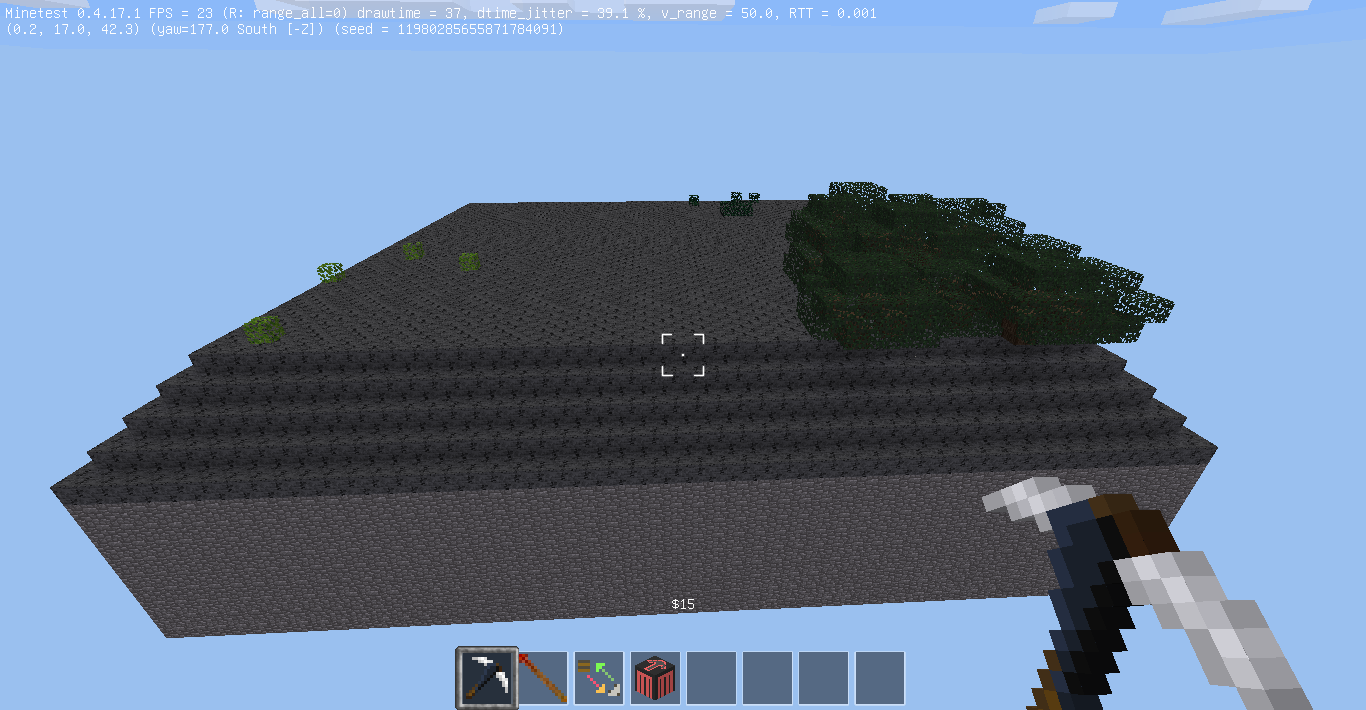 Minetest 0.4.17.1 FPS = 23 (R: range_all=0) drawtime = 37, dtime_jitter = 39.1 %, v_range = 50.0, RTT = 0.001
(0.2, 17.0, 42.3) (yaw=177.0 South [-Z]) (seed = 11980285655871784091)
$15